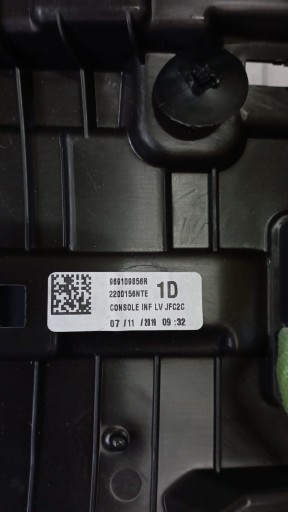 969109856R
2200156NTE 1D
CONSOLE INF LV JFC2C
07 / 11 / 2019 09 : 32